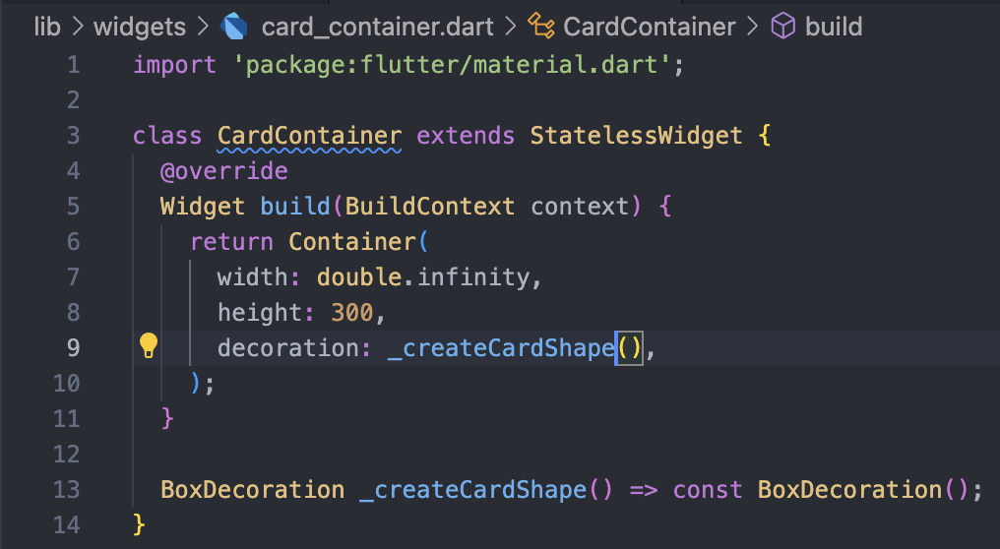 lib > widgets > card_container.dart > CardContainer > build
1 import 'package:flutter/material.dart';
2
3 class CardContainer extends StatelessWidget {
4   @override
5   Widget build(BuildContext context) {
6     return Container(
7       width: double.infinity,
8       height: 300,
9       decoration: _createCardShape(),
10     );
11   }
12
13   BoxDecoration _createCardShape() => const BoxDecoration();
14 }